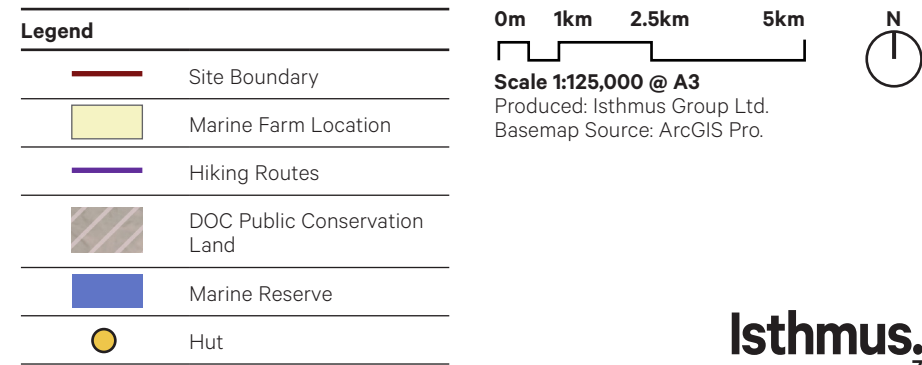 Legend
Site Boundary
Marine Farm Location
Hiking Routes
DOC Public Conservation
Land
Marine Reserve
Hut
0m 1km 2.5km 5km
Scale 1:125,000 @ A3
Produced: Isthmus Group Ltd.
Basemap Source: ArcGIS Pro.
N
Isthmus.